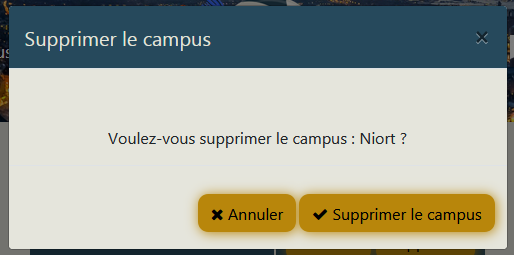 Supprimer le campus
×
Voulez-vous supprimer le campus : Niort ?
✖ Annuler
✔ Supprimer le campus